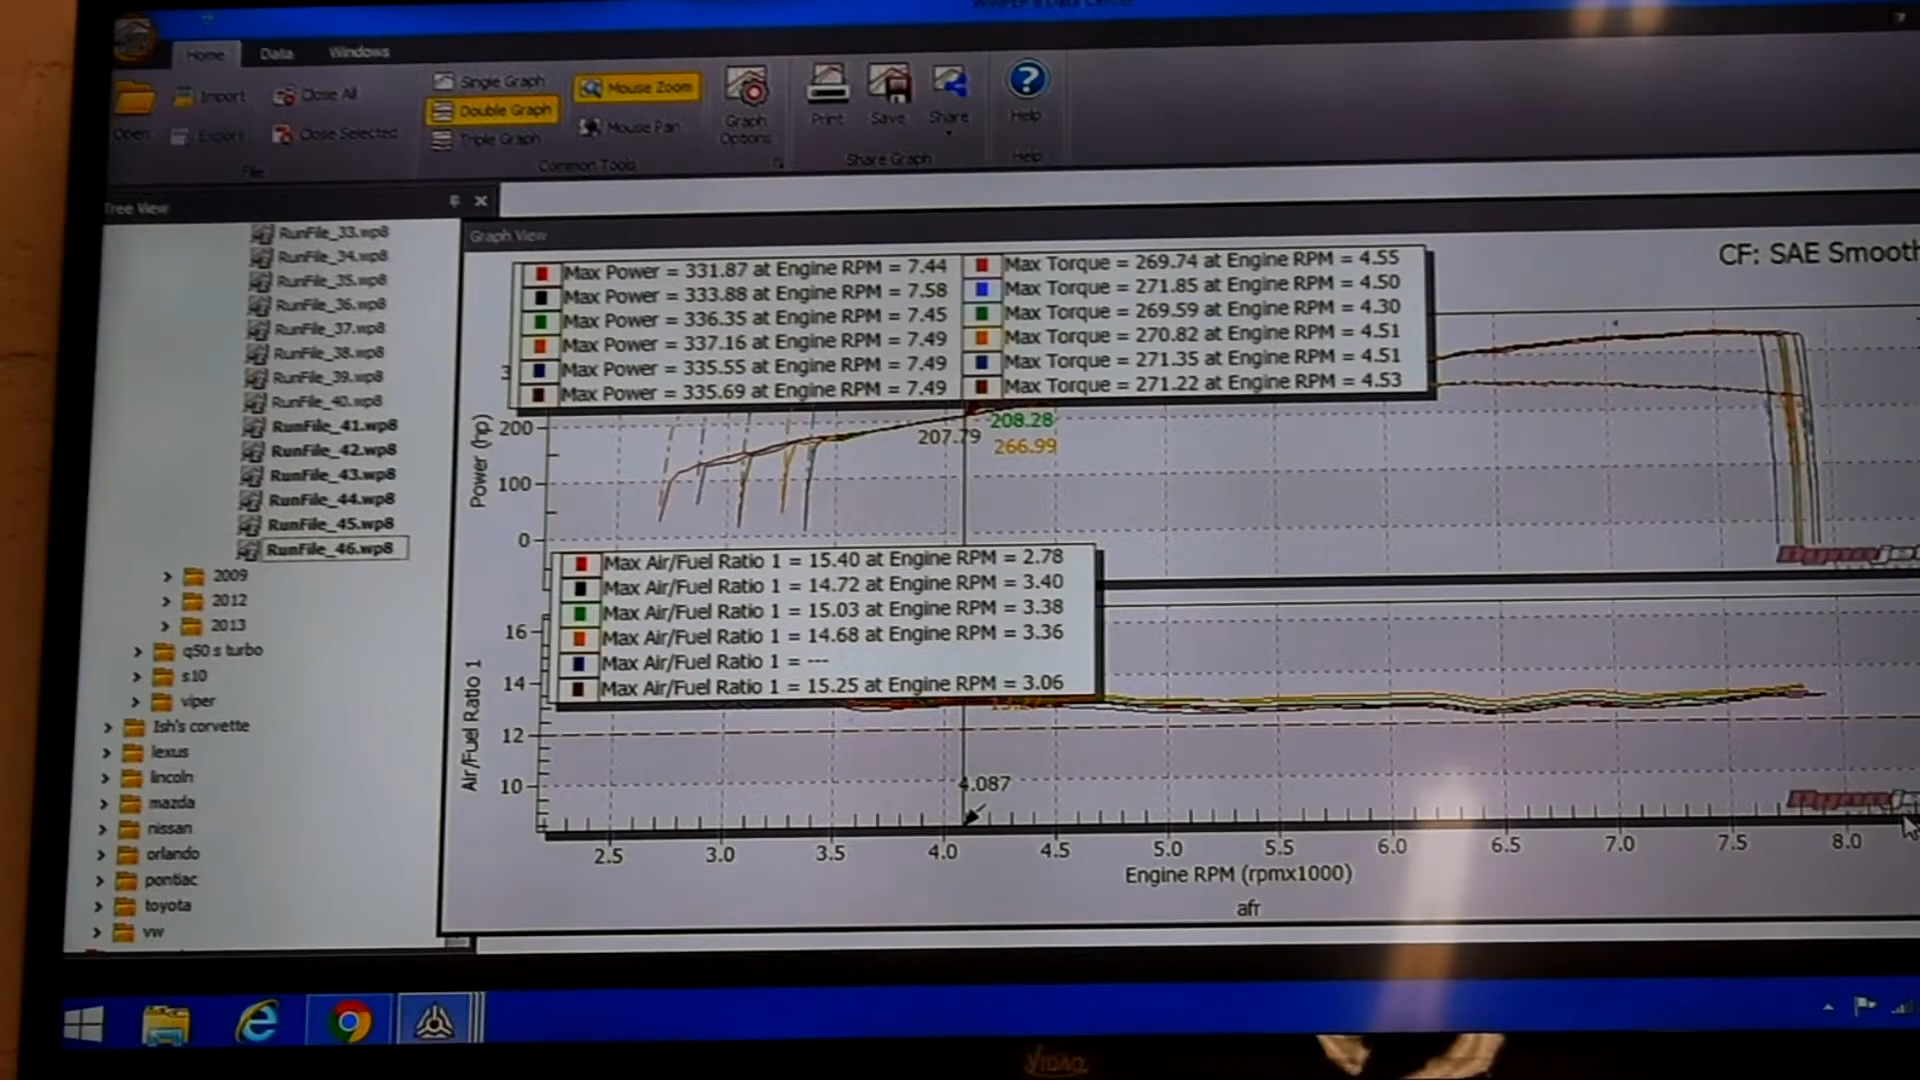 Home Data Windows
Open Import Close All Single Graph Mouse Zoom
Export Close Selected Double Graph Mouse Pan Graph Options Print Save Share Help
Triple Graph
File Common Tools Share Graph Help
Tree View
Graph View
RunFile_33.wp8
RunFile_34.wp8
RunFile_35.wp8
RunFile_36.wp8
RunFile_37.wp8
RunFile_38.wp8
RunFile_39.wp8
RunFile_40.wp8
RunFile_41.wp8
RunFile_42.wp8
RunFile_43.wp8
RunFile_44.wp8
RunFile_45.wp8
RunFile_46.wp8
2009
2012
2013
q50 s turbo
s10
viper
Ish's corvette
lexus
lincoln
mazda
nissan
orlando
pontiac
toyota
vw
CF: SAE Smooth
Max Power = 331.87 at Engine RPM = 7.44 Max Torque = 269.74 at Engine RPM = 4.55
Max Power = 333.88 at Engine RPM = 7.58 Max Torque = 271.85 at Engine RPM = 4.50
Max Power = 336.35 at Engine RPM = 7.45 Max Torque = 269.59 at Engine RPM = 4.30
Max Power = 337.16 at Engine RPM = 7.49 Max Torque = 270.82 at Engine RPM = 4.51
Max Power = 335.55 at Engine RPM = 7.49 Max Torque = 271.35 at Engine RPM = 4.51
Max Power = 335.69 at Engine RPM = 7.49 Max Torque = 271.22 at Engine RPM = 4.53
Power (hp)
200
100
0
208.28
207.79
266.99
Max Air/Fuel Ratio 1 = 15.40 at Engine RPM = 2.78
Max Air/Fuel Ratio 1 = 14.72 at Engine RPM = 3.40
Max Air/Fuel Ratio 1 = 15.03 at Engine RPM = 3.38
Max Air/Fuel Ratio 1 = 14.68 at Engine RPM = 3.36
Max Air/Fuel Ratio 1 = ---
Max Air/Fuel Ratio 1 = 15.25 at Engine RPM = 3.06
Air/Fuel Ratio 1
16
14
12
10
4.087
2.5 3.0 3.5 4.0 4.5 5.0 5.5 6.0 6.5 7.0 7.5 8.0
Engine RPM (rpmx1000)
afr